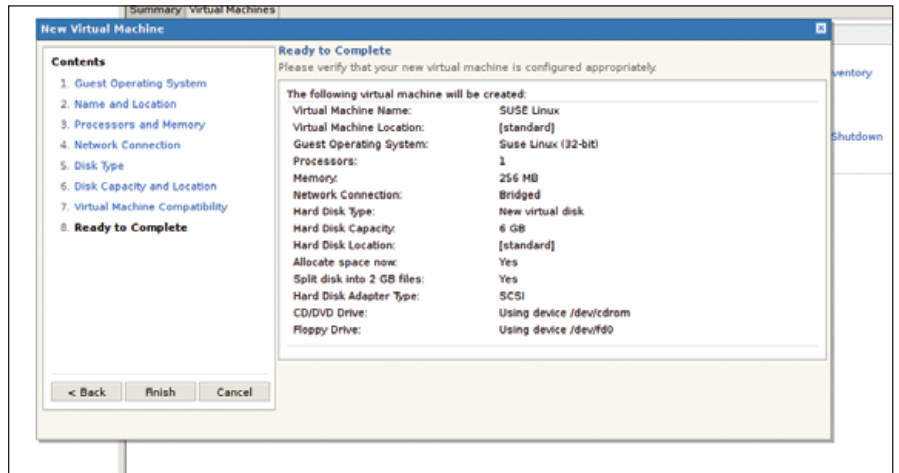 Summary Virtual Machines
New Virtual Machine
Contents
1. Guest Operating System
2. Name and Location
3. Processors and Memory
4. Network Connection
5. Disk Type
6. Disk Capacity and Location
7. Virtual Machine Compatibility
8. Ready to Complete
< Back Finish Cancel
Ready to Complete
Please verify that your new virtual machine is configured appropriately.
The following virtual machine will be created:
Virtual Machine Name: SUSE Linux
Virtual Machine Location: [standard]
Guest Operating System: Suse Linux (32-bit)
Processors: 1
Memory: 256 MB
Network Connection: Bridged
Hard Disk Type: New virtual disk
Hard Disk Capacity: 6 GB
Hard Disk Location: [standard]
Allocate space now: Yes
Split disk into 2 GB files: Yes
Hard Disk Adapter Type: SCSI
CD/DVD Drive: Using device /dev/cdrom
Floppy Drive: Using device /dev/fd0
ventory
Shutdown